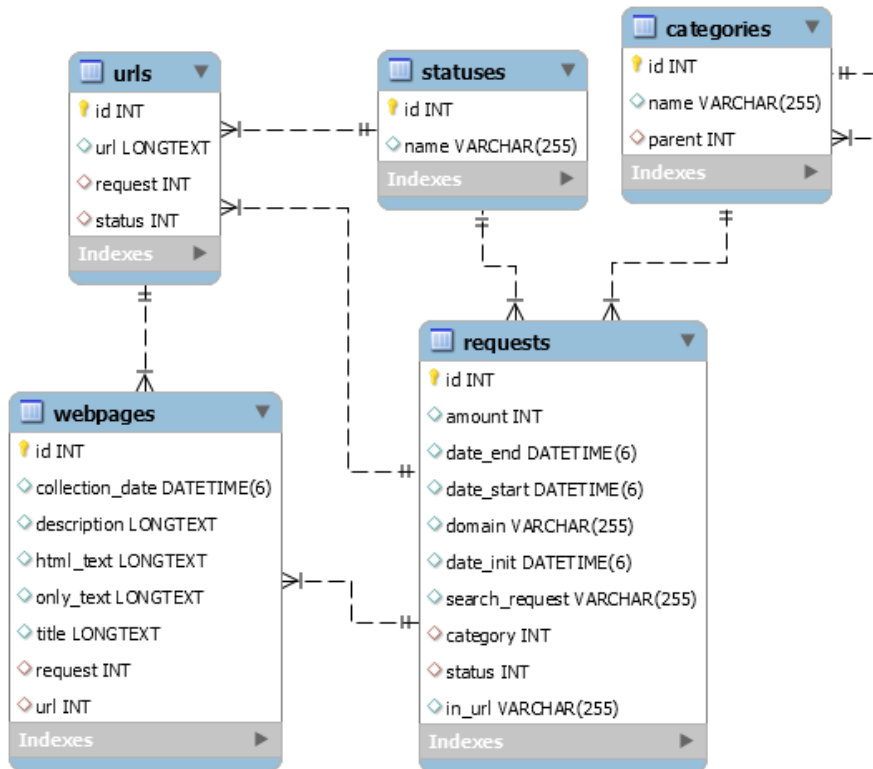 urls
id INT
url LONGTEXT
request INT
status INT
Indexes
statuses
id INT
name VARCHAR(255)
Indexes
categories
id INT
name VARCHAR(255)
parent INT
Indexes
webpages
id INT
collection_date DATETIME(6)
description LONGTEXT
html_text LONGTEXT
only_text LONGTEXT
title LONGTEXT
request INT
url INT
Indexes
requests
id INT
amount INT
date_end DATETIME(6)
date_start DATETIME(6)
domain VARCHAR(255)
date_init DATETIME(6)
search_request VARCHAR(255)
category INT
status INT
in_url VARCHAR(255)
Indexes